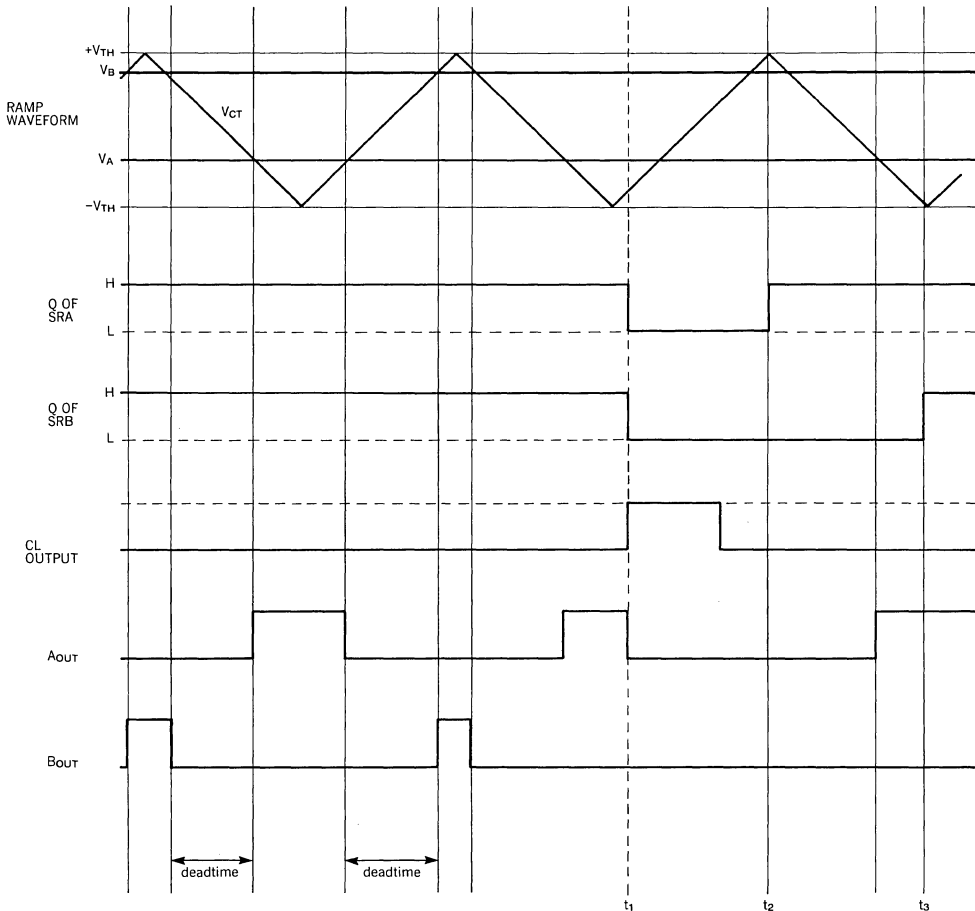 +VTH
VB
RAMP
WAVEFORM
VCT
VA
−VTH
H
Q OF
SRA
L
H
Q OF
SRB
L
CL
OUTPUT
AOUT
BOUT
deadtime
deadtime
t1
t2
t3